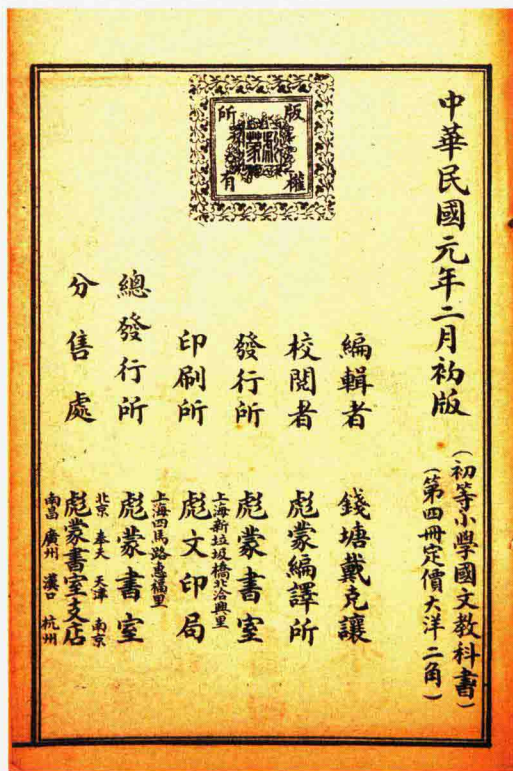 中華民國元年二月初版
(初等小學國文教科書)
(第四冊定價大洋二角)
版權所有
編輯者 錢塘戴克讓
校閱者 彪蒙編譯所
發行所 彪蒙書室
上海新垃圾橋北洽興里
印刷所 彪文印局
上海四馬路惠福里
總發行所 彪蒙書室
分售處
北京 奉天 天津 南京
彪蒙書室支店
南昌 廣州 漢口 杭州